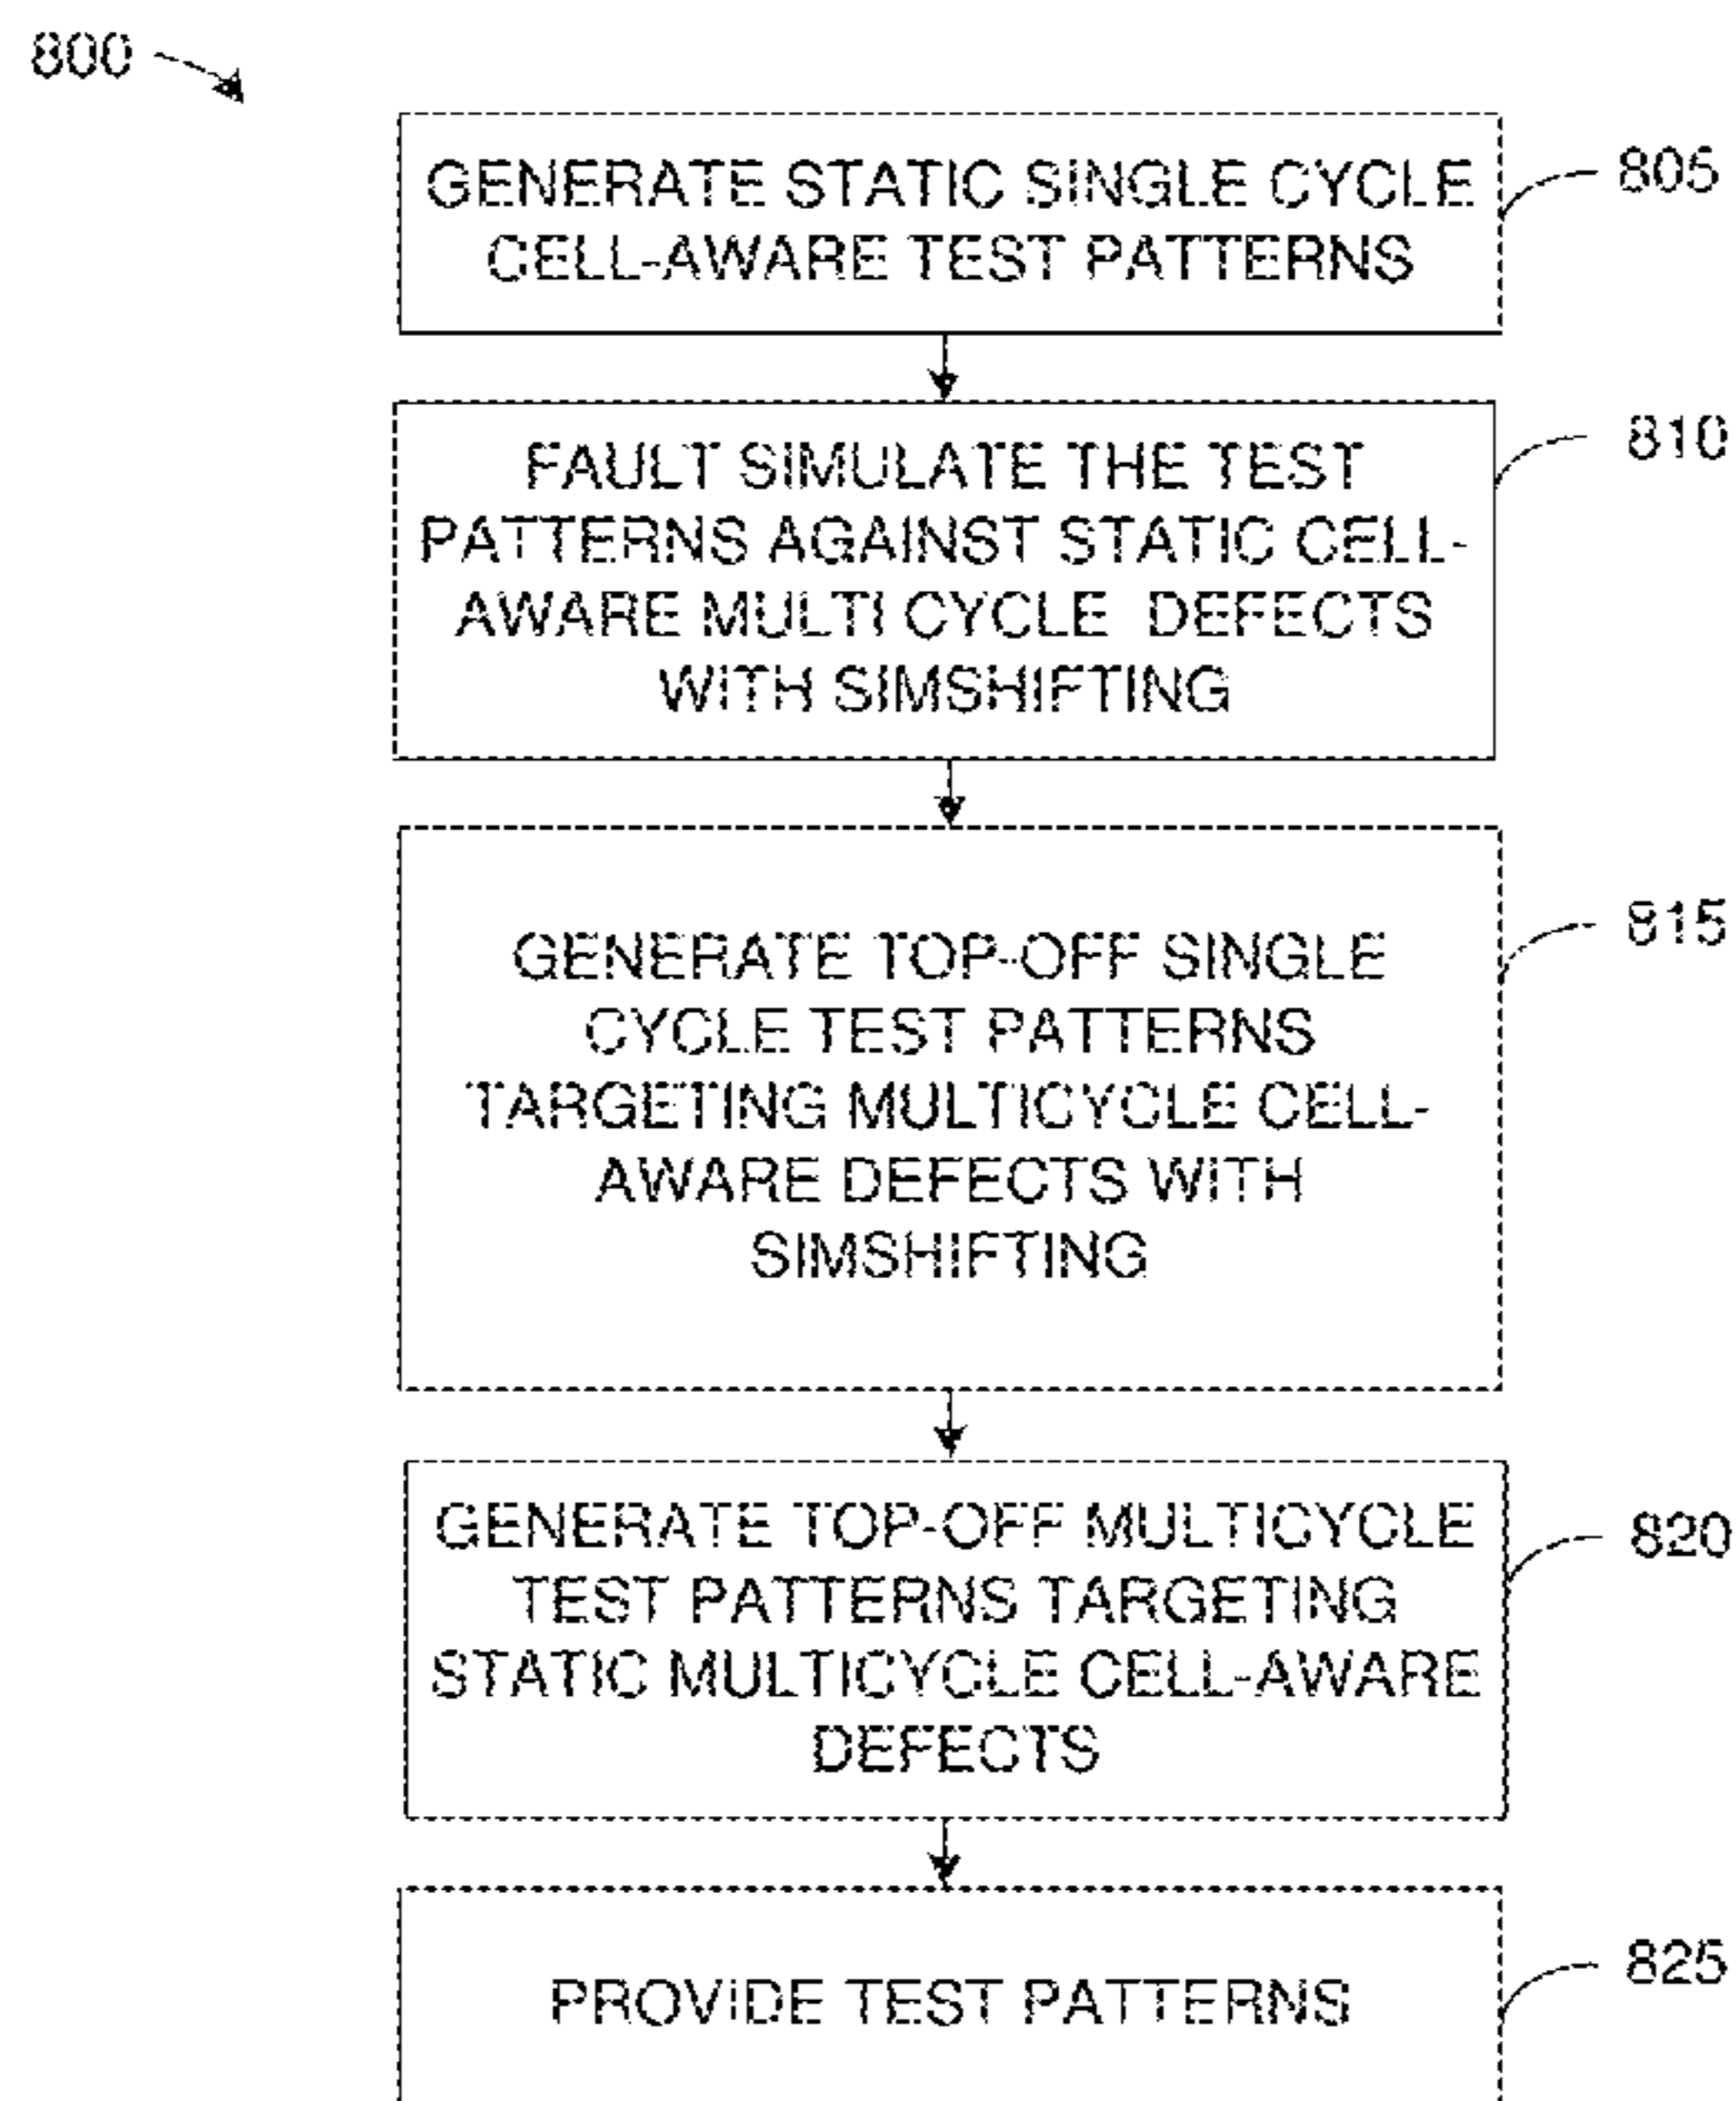 800
GENERATE STATIC SINGLE CYCLE
CELL-AWARE TEST PATTERNS
805
FAULT SIMULATE THE TEST
PATTERNS AGAINST STATIC CELL-
AWARE MULTI CYCLE DEFECTS
WITH SIMSHIFTING
810
GENERATE TOP-OFF SINGLE
CYCLE TEST PATTERNS
TARGETING MULTICYCLE CELL-
AWARE DEFECTS WITH
SIMSHIFTING
815
GENERATE TOP-OFF MULTICYCLE
TEST PATTERNS TARGETING
STATIC MULTICYCLE CELL-AWARE
DEFECTS
820
PROVIDE TEST PATTERNS
825